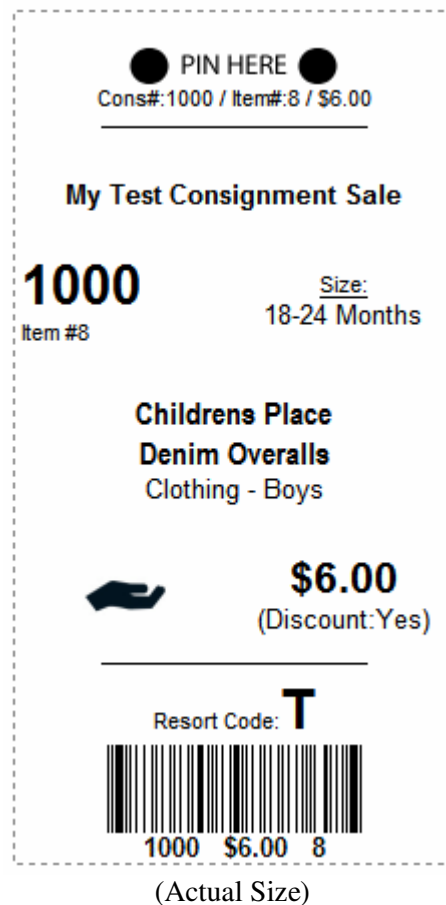 PIN HERE
Cons#:1000 / Item#:8 / $6.00
My Test Consignment Sale
1000
Item #8
Size:
18-24 Months
Childrens Place
Denim Overalls
Clothing - Boys
$6.00
(Discount:Yes)
Resort Code: T
1000 $6.00 8
(Actual Size)